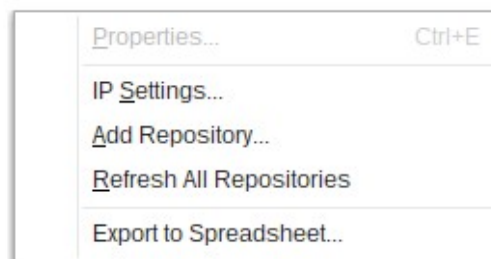 Properties... Ctrl+E
IP Settings...
Add Repository...
Refresh All Repositories
Export to Spreadsheet...